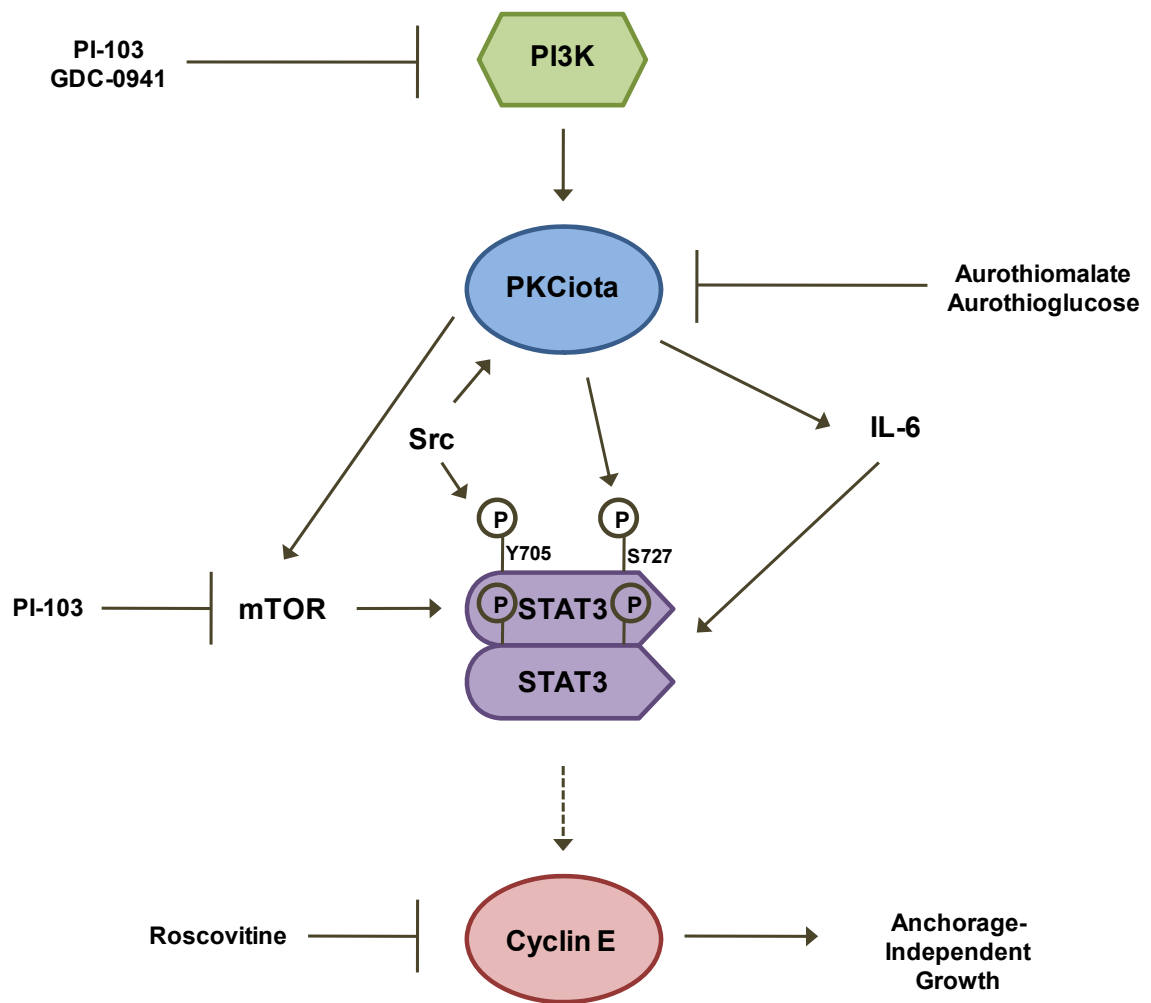 PI-103
GDC-0941
PI3K
PKCiota
Aurothiomalate
Aurothioglucose
Src
IL-6
P
P
Y705
S727
PI-103
mTOR
P
STAT3
P
STAT3
Roscovitine
Cyclin E
Anchorage-
Independent
Growth